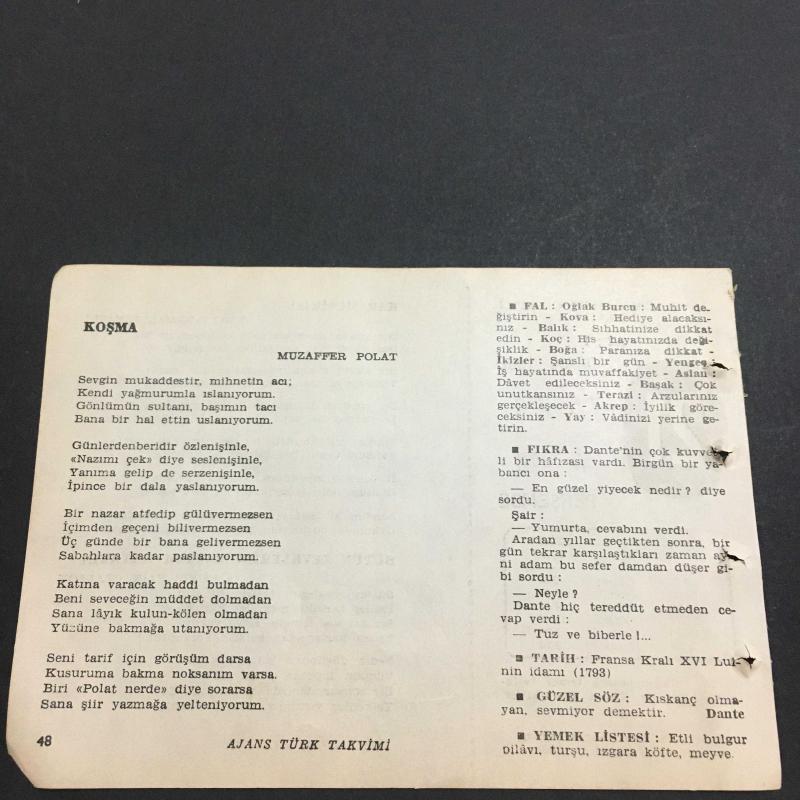 KOŞMA
MUZAFFER POLAT
Sevgin mukaddestir, mihnetin acı;
Kendi yağmurumla ıslanıyorum.
Gönlümün sultanı, başımın tacı
Bana bir hal ettin uslanıyorum.
Günlerdenberidir özlenişinle,
«Nazımı çek» diye seslenişinle,
Yanıma gelip de serzenişinle,
İpince bir dala yaslanıyorum.
Bir nazar atfedip gülüvermezsen
İçimden geçeni bilivermezsen
Üç günde bir bana gelivermezsen
Sabahlara kadar paslanıyorum.
Katına varacak haddi bulmadan
Beni seveceğin müddet dolmadan
Sana lâyık kulun-kölen olmadan
Yüzüne bakmağa utanıyorum.
Seni tarif için görüşüm darsa
Kusuruma bakma noksanım varsa.
Biri «Polat nerde» diye sorarsa
Sana şiir yazmağa yelteniyorum.
48
AJANS TÜRK TAKVİMİ
■ FAL : Oğlak Burcu : Muhit de-
ğiştirin - Kova : Hediye alacaksı-
nız - Balık : Sıhhatinize dikkat
edin - Koç : His hayatınızda deği-
şiklik - Boğa : Paranıza dikkat -
İkizler : Şanslı bir gün - Yengeç :
İş hayatında muvaffakiyet - Aslan :
Dâvet edileceksiniz - Başak : Çok
unutkansınız - Terazi : Arzularınız
gerçekleşecek - Akrep : İyilik göre-
ceksiniz - Yay : Vâdinizi yerine ge-
tirin.
■ FIKRA : Dante'nin çok kuvvet-
li bir hâfızası vardı. Birgün bir ya-
bancı ona :
— En güzel yiyecek nedir? diye
sordu.
Şair :
— Yumurta, cevabını verdi.
Aradan yıllar geçtikten sonra, bir
gün tekrar karşılaştıkları zaman ay-
ni adam bu sefer damdan düşer gi-
bi sordu :
— Neyle ?
Dante hiç tereddüt etmeden ce-
vap verdi :
— Tuz ve biberle !...
■ TARİH : Fransa Kralı XVI Lui-
nin idamı (1793)
■ GÜZEL SÖZ : Kıskanç olma-
yan, sevmiyor demektir. Dante
■ YEMEK LİSTESİ : Etli bulgur
pilâvı, turşu, ızgara köfte, meyve.